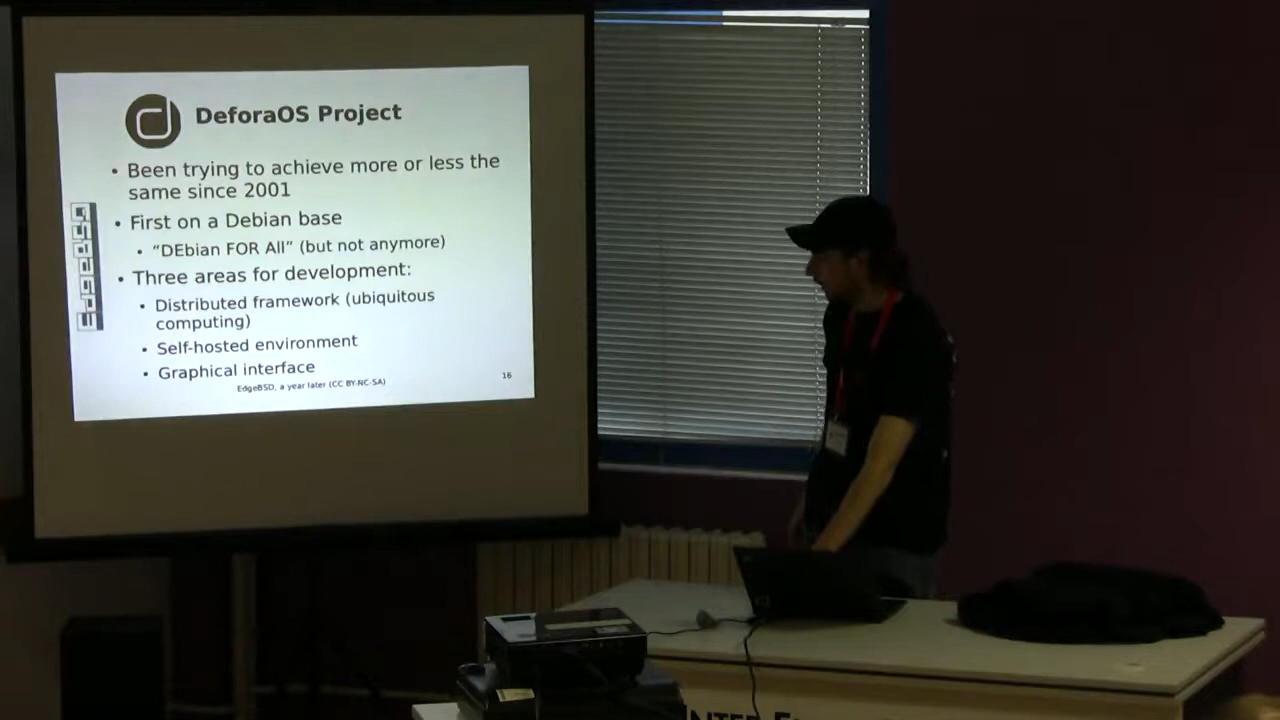 DeforaOS Project
• Been trying to achieve more or less the
same since 2001
• First on a Debian base
• “DEbian FOR All” (but not anymore)
• Three areas for development:
• Distributed framework (ubiquitous
computing)
• Self-hosted environment
• Graphical interface
EdgeBSD, a year later (CC BY-NC-SA)
16